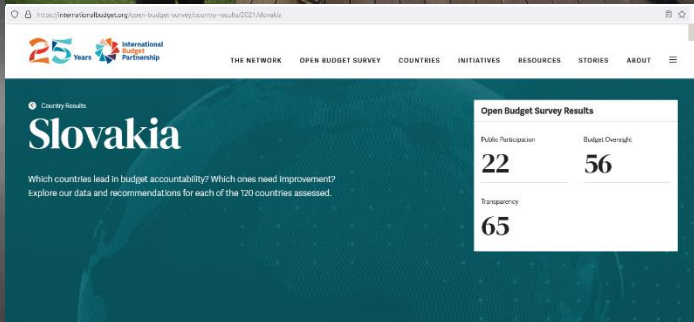 https://internationalbudget.org/open-budget-survey/country-results/2021/slovakia
25 Years
International
Budget
Partnership
THE NETWORK OPEN BUDGET SURVEY COUNTRIES INITIATIVES RESOURCES STORIES ABOUT
Country Results
Slovakia
Which countries lead in budget accountability? Which ones need improvement?
Explore our data and recommendations for each of the 120 countries assessed.
Open Budget Survey Results
Public Participation Budget Oversight
22 56
Transparency
65